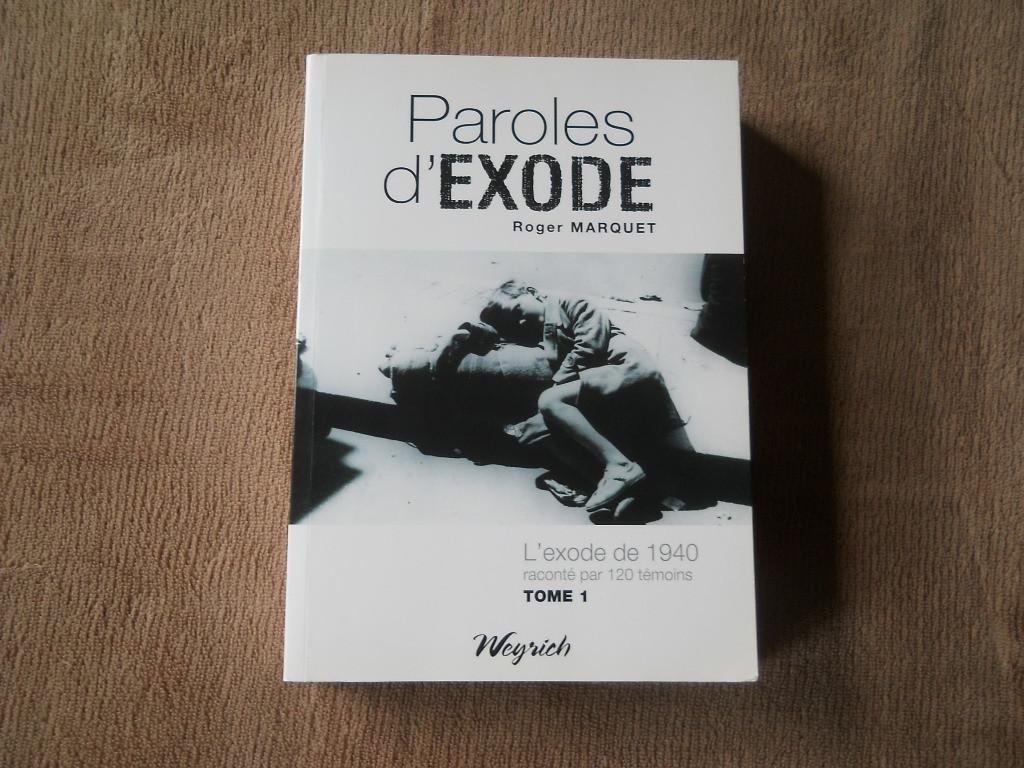 Paroles
d'EXODE
Roger MARQUET
L'exode de 1940
raconté par 120 témoins
TOME 1
Weyrich